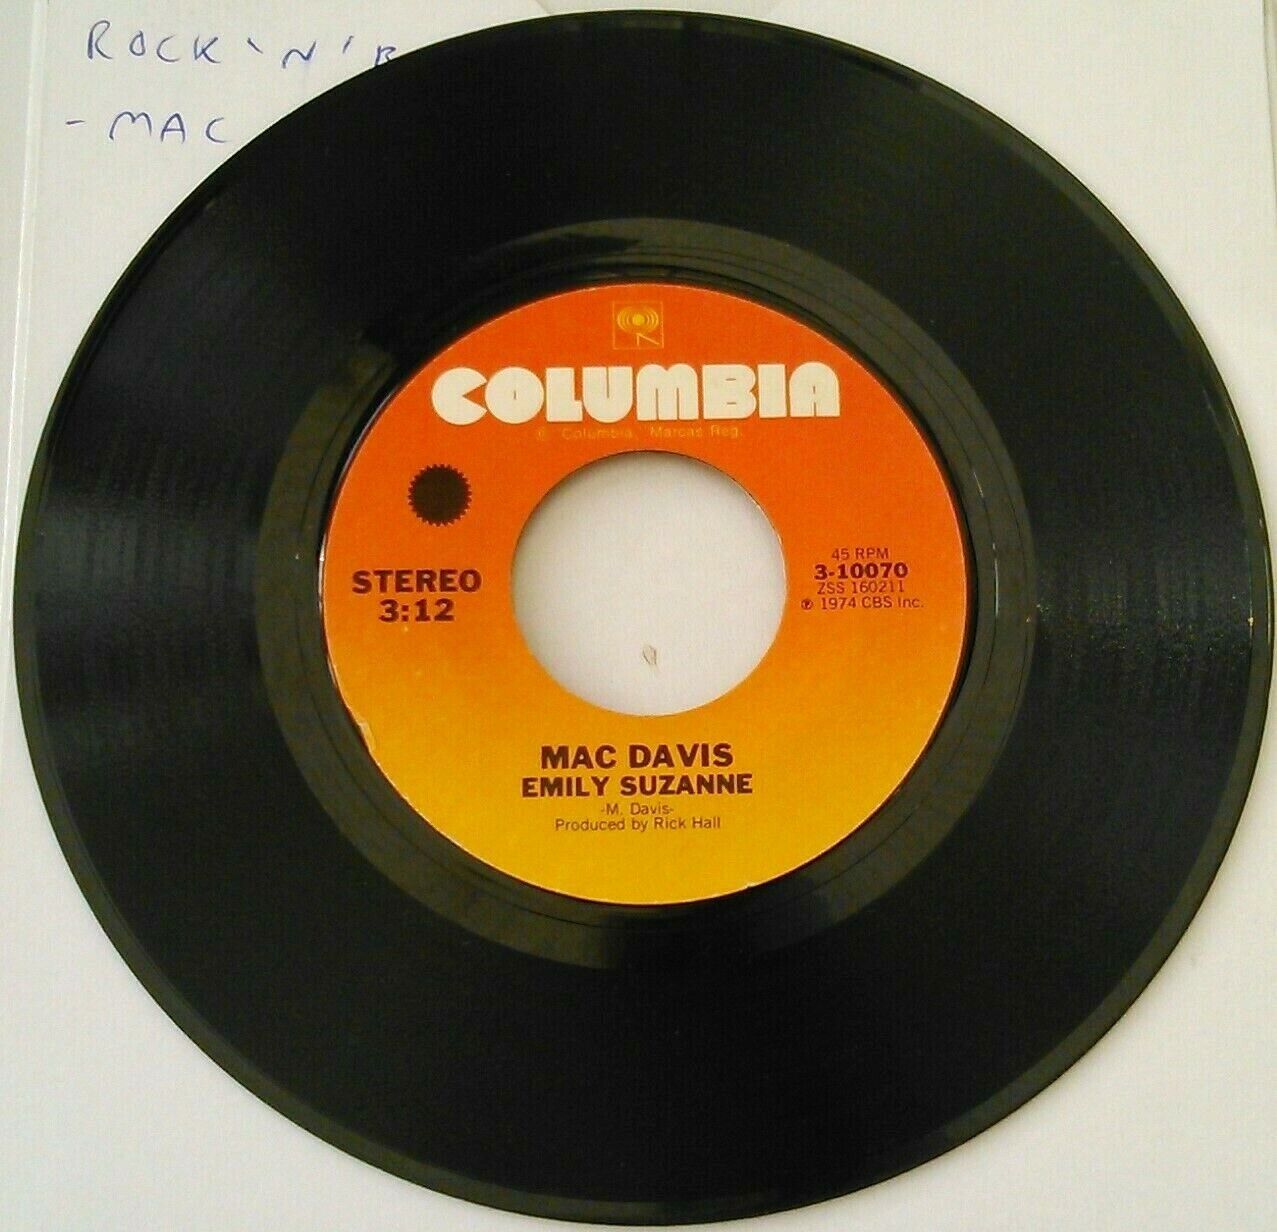 ROCK 'N' R
- MAC
COLUMBIA
© "Columbia," Marcas Reg.
STEREO
3:12
45 RPM
3-10070
ZSS 160211
℗ 1974 CBS Inc.
MAC DAVIS
EMILY SUZANNE
-M. Davis-
Produced by Rick Hall